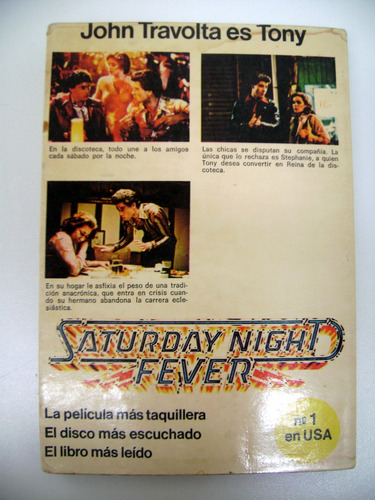 John Travolta es Tony
En la discoteca, todo une a los amigos
cada sábado por la noche.
Las chicas se disputan su compañía. La
única que lo rechaza es Stephanie, a quien
Tony desea convertir en Reina de la dis-
coteca.
En su hogar le asfixia el peso de una tradi-
ción anacrónica, que entra en crisis cuan-
do su hermano abandona la carrera ecle-
siástica.
SATURDAY NIGHT
FEVER
La película más taquillera
El disco más escuchado
El libro más leído
nº 1
en USA